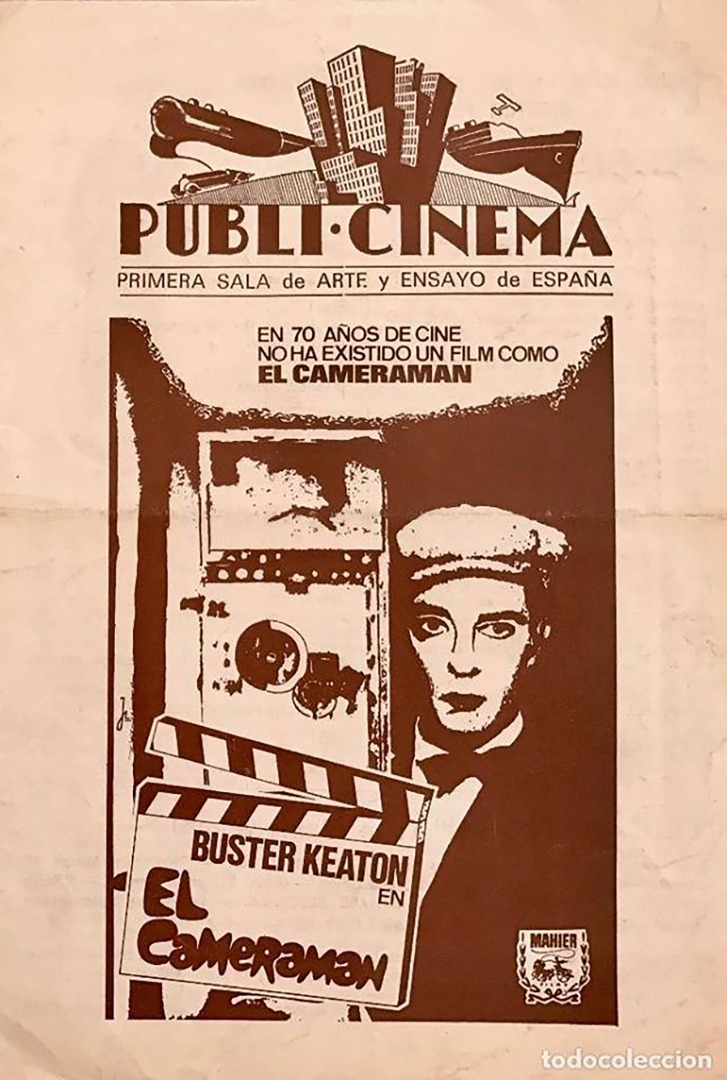 PUBLI·CINEMA
PRIMERA SALA de ARTE y ENSAYO de ESPAÑA
EN 70 AÑOS DE CINE
NO HA EXISTIDO UN FILM COMO
EL CAMERAMAN
BUSTER KEATON
EN
EL
CAMERAMAN
MAHIER
todocoleccion